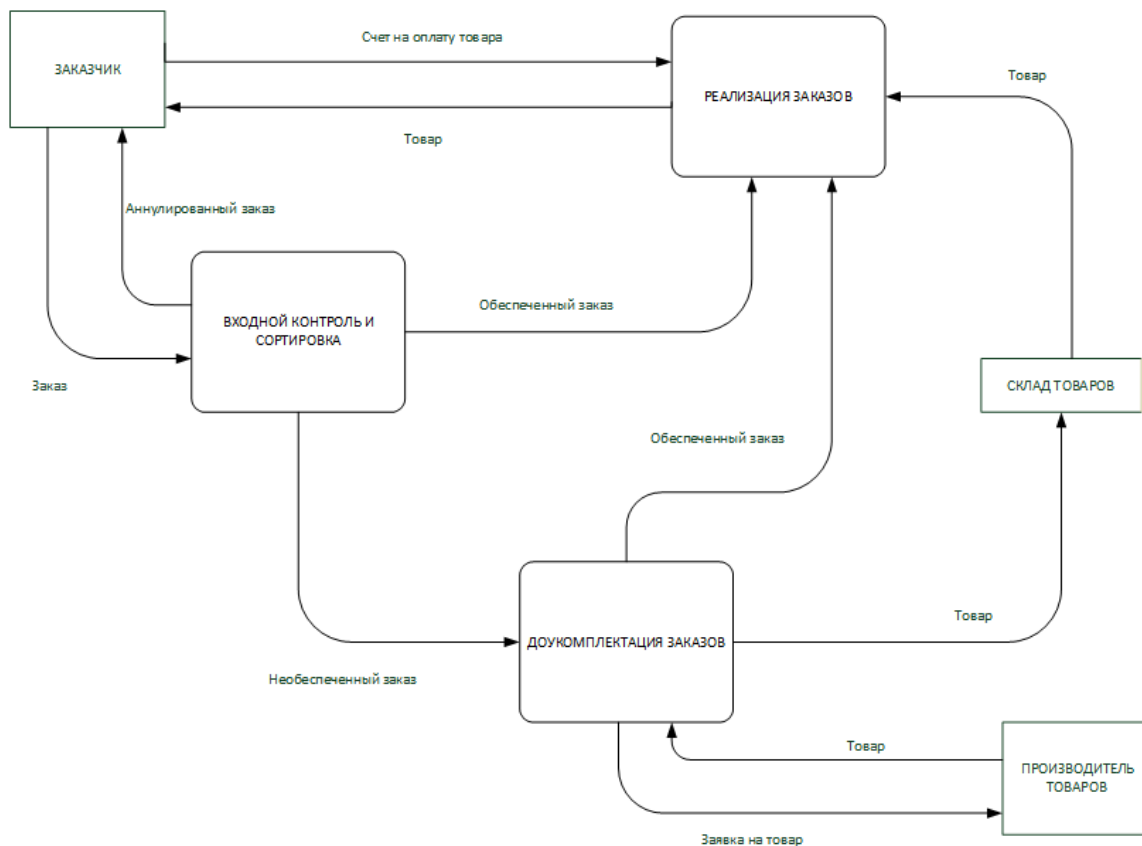 Счет на оплату товара
ЗАКАЗЧИК
Товар
РЕАЛИЗАЦИЯ ЗАКАЗОВ
Товар
Аннулированный заказ
Обеспеченный заказ
ВХОДНОЙ КОНТРОЛЬ И
СОРТИРОВКА
Заказ
СКЛАД ТОВАРОВ
Обеспеченный заказ
Товар
ДОУКОМПЛЕКТАЦИЯ ЗАКАЗОВ
Необеспеченный заказ
Товар
ПРОИЗВОДИТЕЛЬ
ТОВАРОВ
Заявка на товар